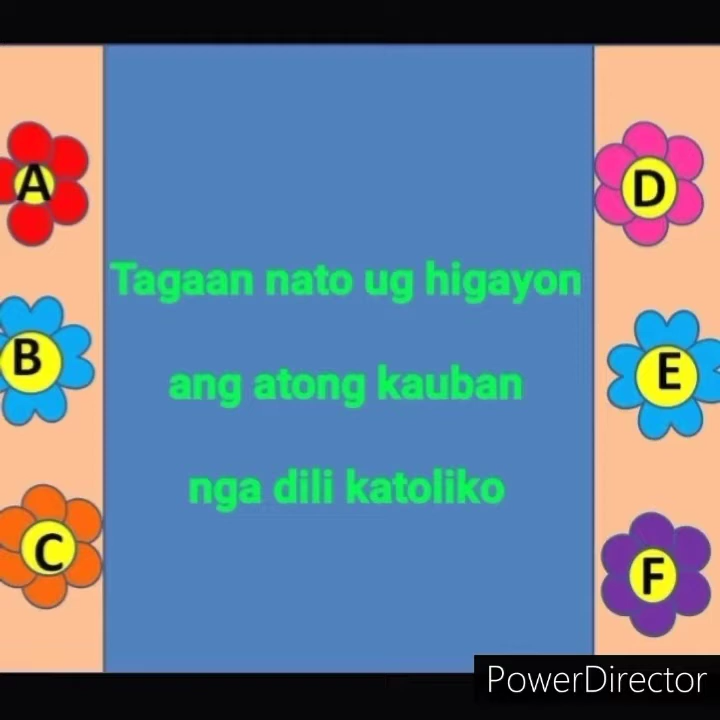 A
B
C
Tagaan nato ug higayon
ang atong kauban
nga dili katoliko
D
E
F
PowerDirector